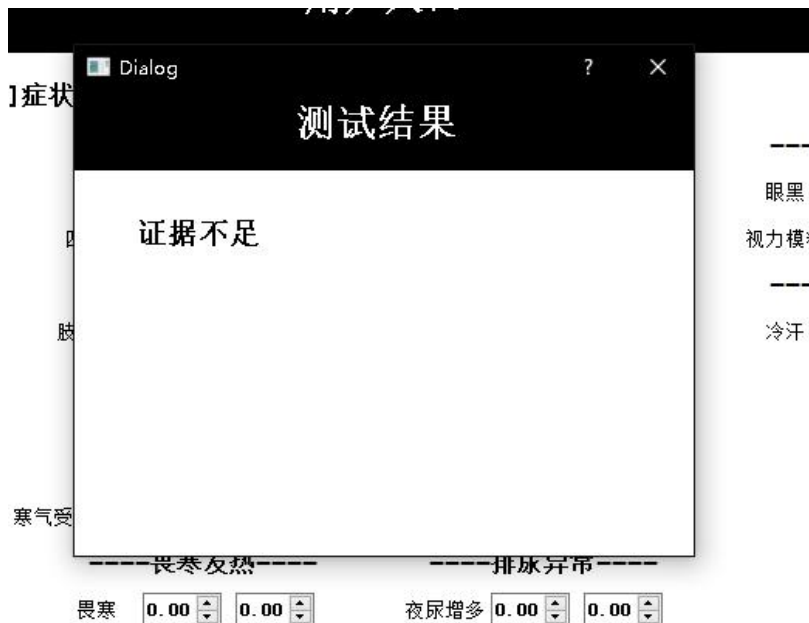 Dialog ?
测试结果
]症状
证据不足
眼黑
视力模
冷汗
寒气受
----畏寒发热---- ----排尿异常----
畏寒 0.00 0.00 夜尿增多 0.00 0.00